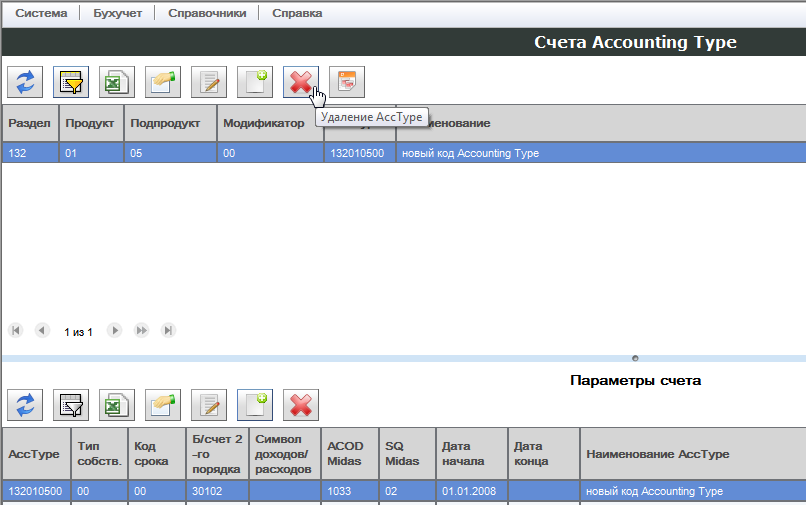 Система Бухучет Справочники Справка
Счета Accounting Type
Удаление AccType
Раздел Продукт Подпродукт Модификатор
132 01 05 00 132010500 новый код Accounting Type
1 из 1
Параметры счета
AccType Тип собств. Код срока Б/счет 2 -го порядка Символ доходов/ расходов ACOD Midas SQ Midas Дата начала Дата конца Наименование AccType
132010500 00 00 30102 1033 02 01.01.2008 новый код Accounting Type